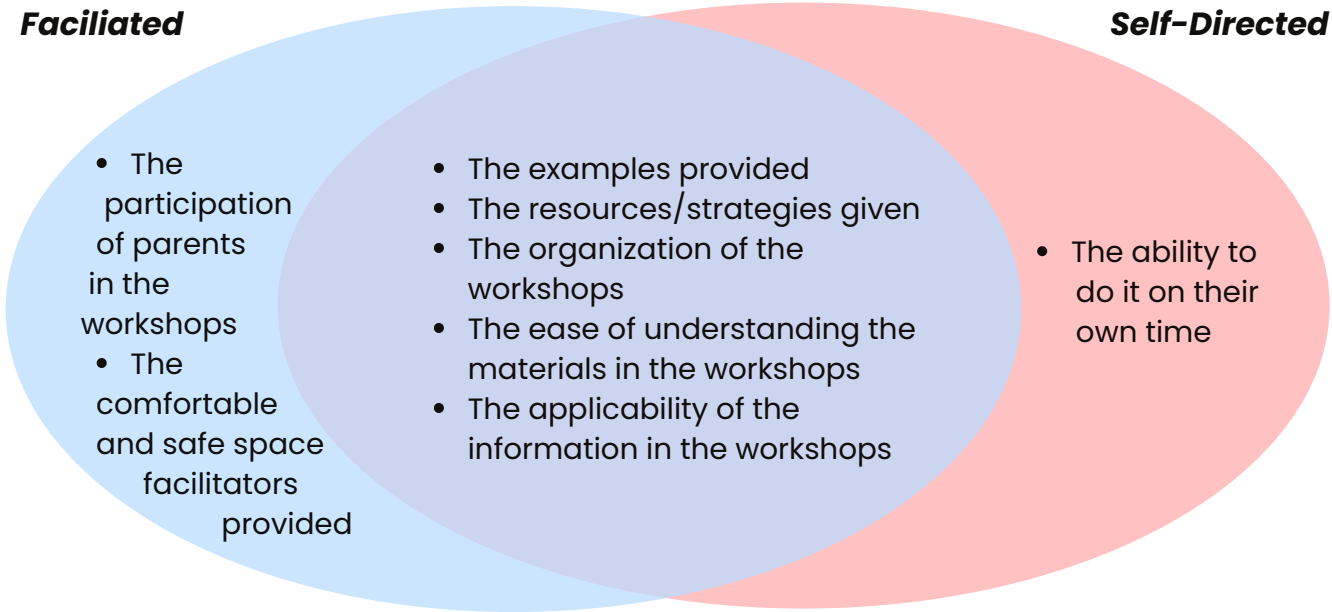 Faciliated
Self-Directed
• The
participation
of parents
in the
workshops
• The
comfortable
and safe space
facilitators
provided
• The examples provided
• The resources/strategies given
• The organization of the
workshops
• The ease of understanding the
materials in the workshops
• The applicability of the
information in the workshops
• The ability to
do it on their
own time